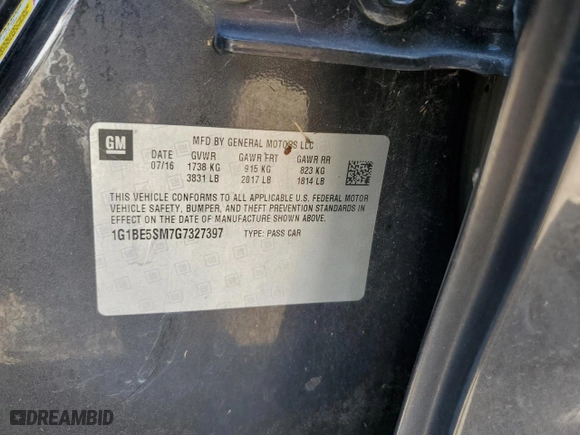 GM
MFD BY GENERAL MOTORS LLC
DATE GVWR GAWR FRT GAWR RR
07/16 1738 KG 915 KG 823 KG
3831 LB 2017 LB 1814 LB
THIS VEHICLE CONFORMS TO ALL APPLICABLE U.S. FEDERAL MOTOR
VEHICLE SAFETY, BUMPER, AND THEFT PREVENTION STANDARDS IN
EFFECT ON THE DATE OF MANUFACTURE SHOWN ABOVE.
1G1BE5SM7G7327397 TYPE: PASS CAR
DREAMBID